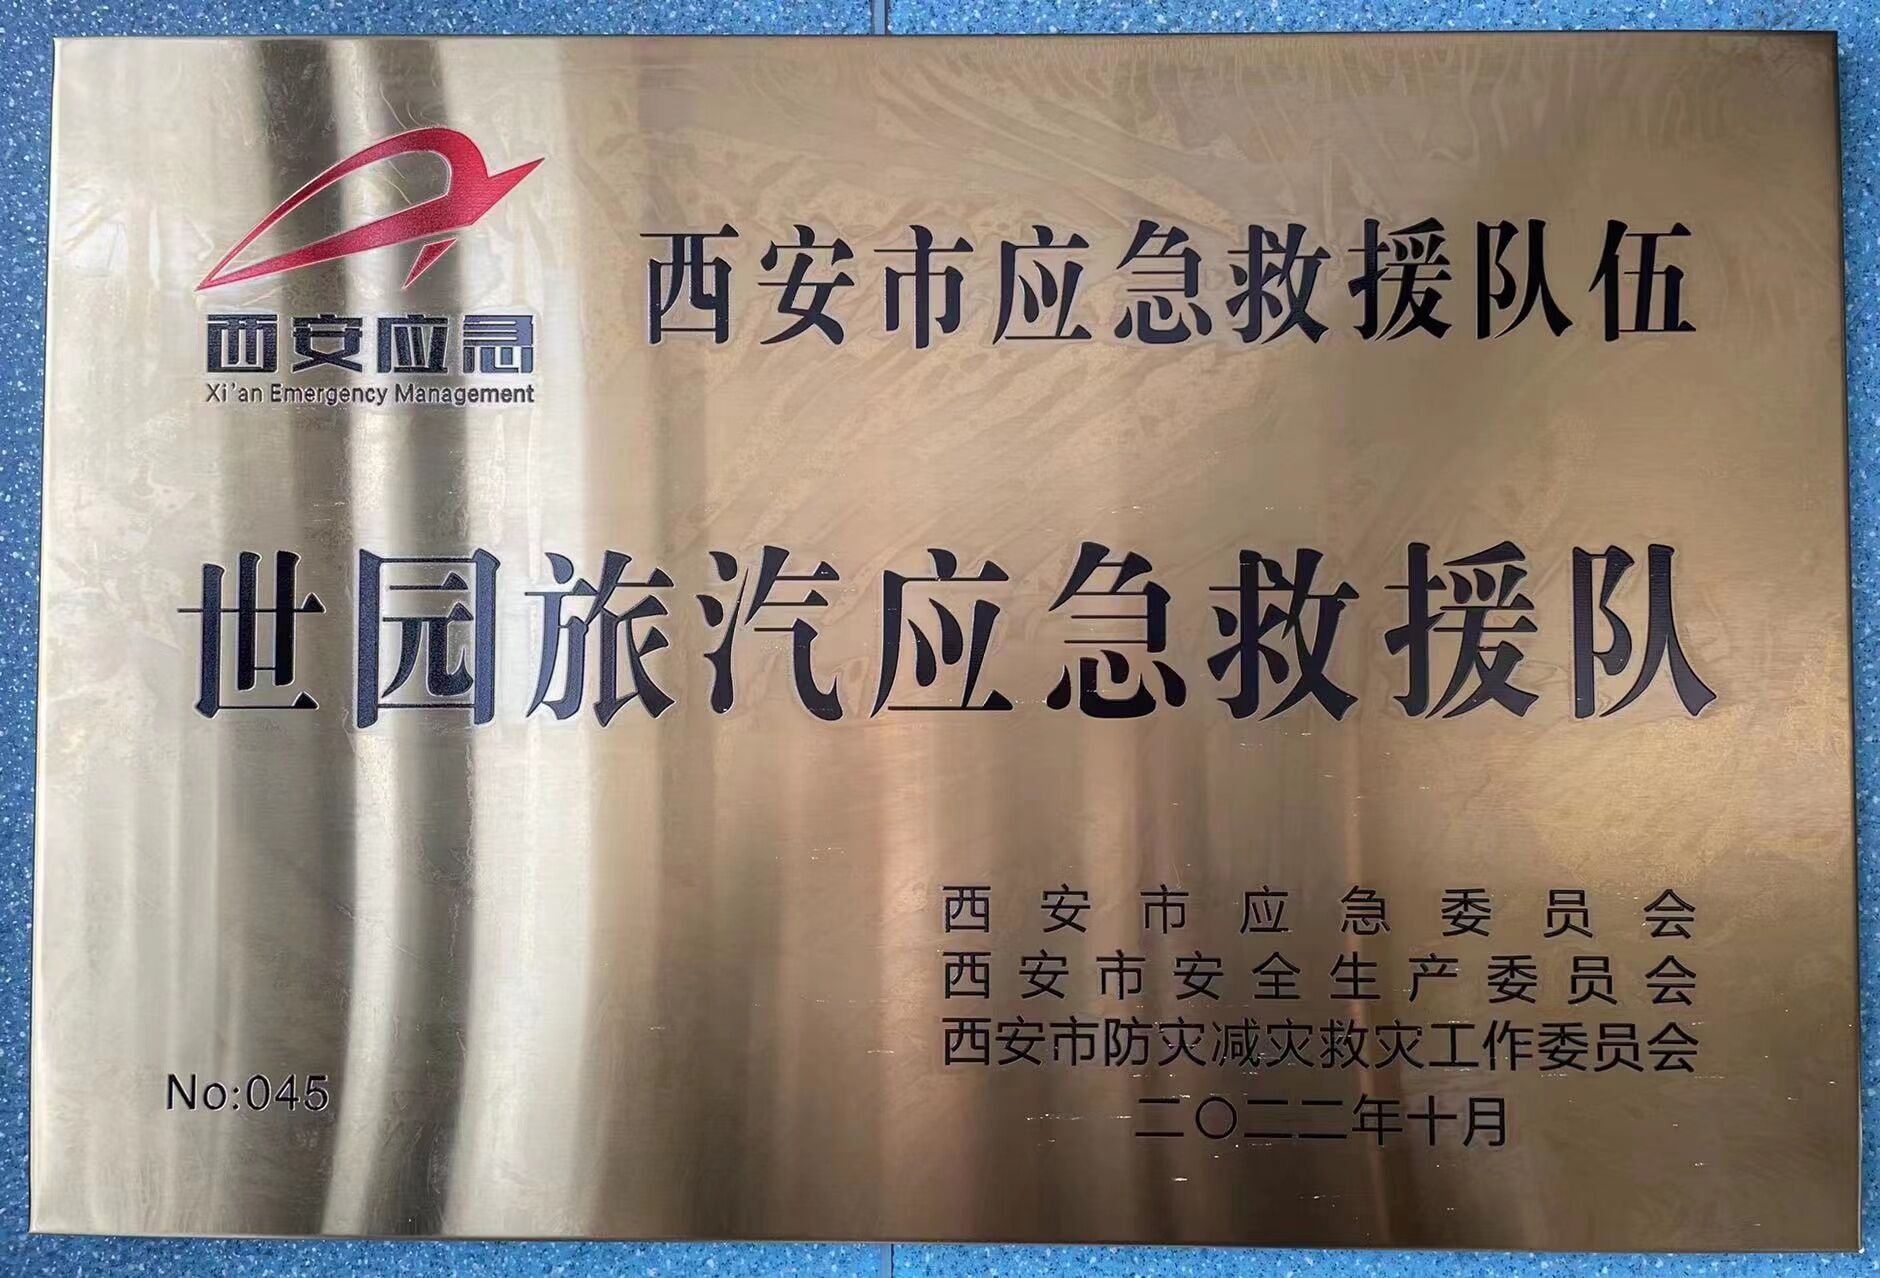 西安应急
Xi'an Emergency Management
西安市应急救援队伍
世园旅汽应急救援队
西安市应急委员会
西安市安全生产委员会
西安市防灾减灾救灾工作委员会
二〇二二年十月
No:045